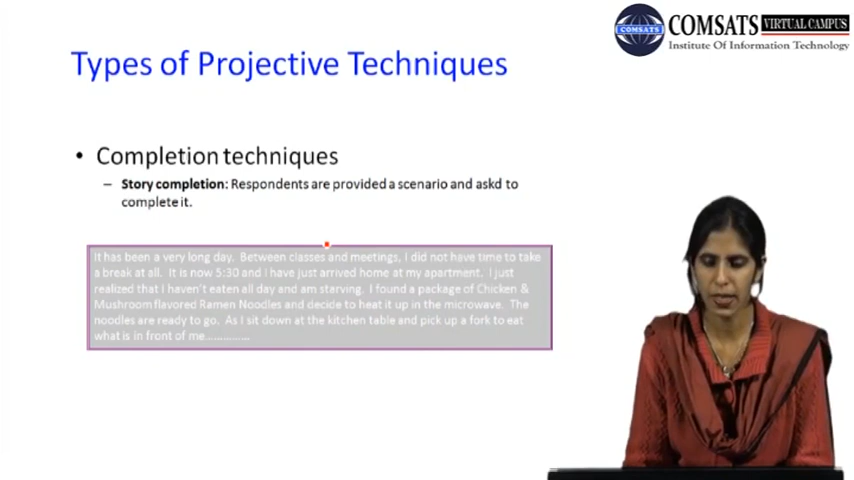 COMSATS VIRTUAL CAMPUS
COMSATS
Institute Of Information Technology
Types of Projective Techniques
• Completion techniques
– Story completion: Respondents are provided a scenario and askd to
complete it.
It has been a very long day. Between classes and meetings, I did not have time to take
a break at all. It is now 5:30 and I have just arrived home at my apartment. I just
realized that I haven't eaten all day and am starving. I found a package of Chicken &
Mushroom flavored Ramen Noodles and decide to heat it up in the microwave. The
noodles are ready to go. As I sit down at the kitchen table and pick up a fork to eat
what is in front of me..............